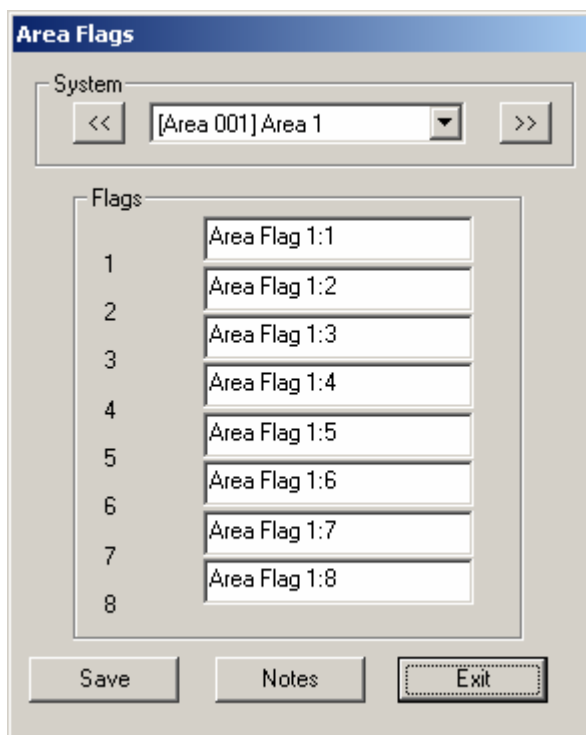 Area Flags
System
<< [Area 001] Area 1 >>
Flags
Area Flag 1:1
1
Area Flag 1:2
2
Area Flag 1:3
3
Area Flag 1:4
4
Area Flag 1:5
5
Area Flag 1:6
6
Area Flag 1:7
7
Area Flag 1:8
8
Save Notes Exit